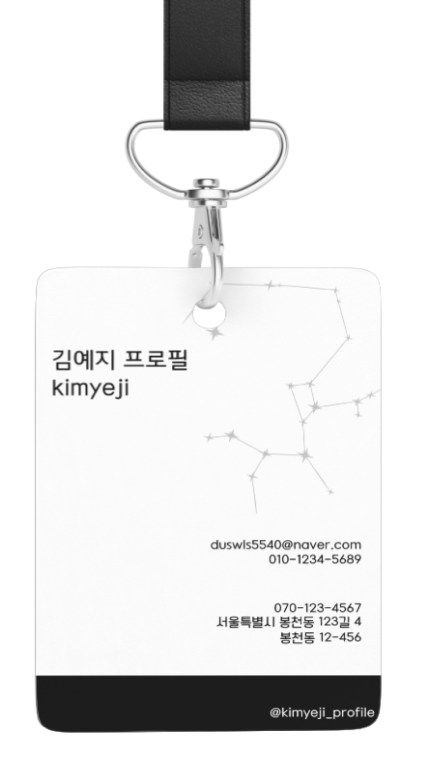 김예지 프로필
kimyeji
duswls5540@naver.com
010-1234-5689
070-123-4567
서울특별시 봉천동 123길 4
봉천동 12-456
@kimyeji_profile